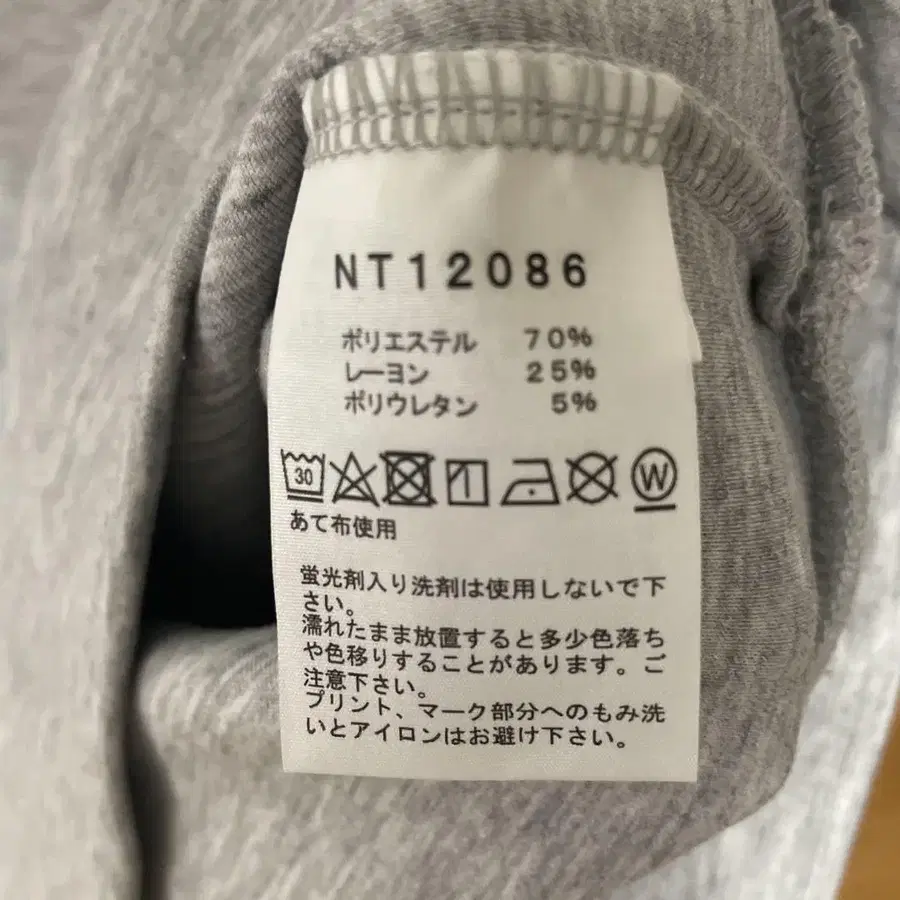 NT12086
ポリエステル 70%
レーヨン 25%
ポリウレタン 5%
30 W
あて布使用
蛍光剤入り洗剤は使用しないで下
さい。
濡れたまま放置すると多少色落ち
や色移りすることがあります。ご
注意下さい。
プリント、マーク部分へのもみ洗
いとアイロンはお避け下さい。